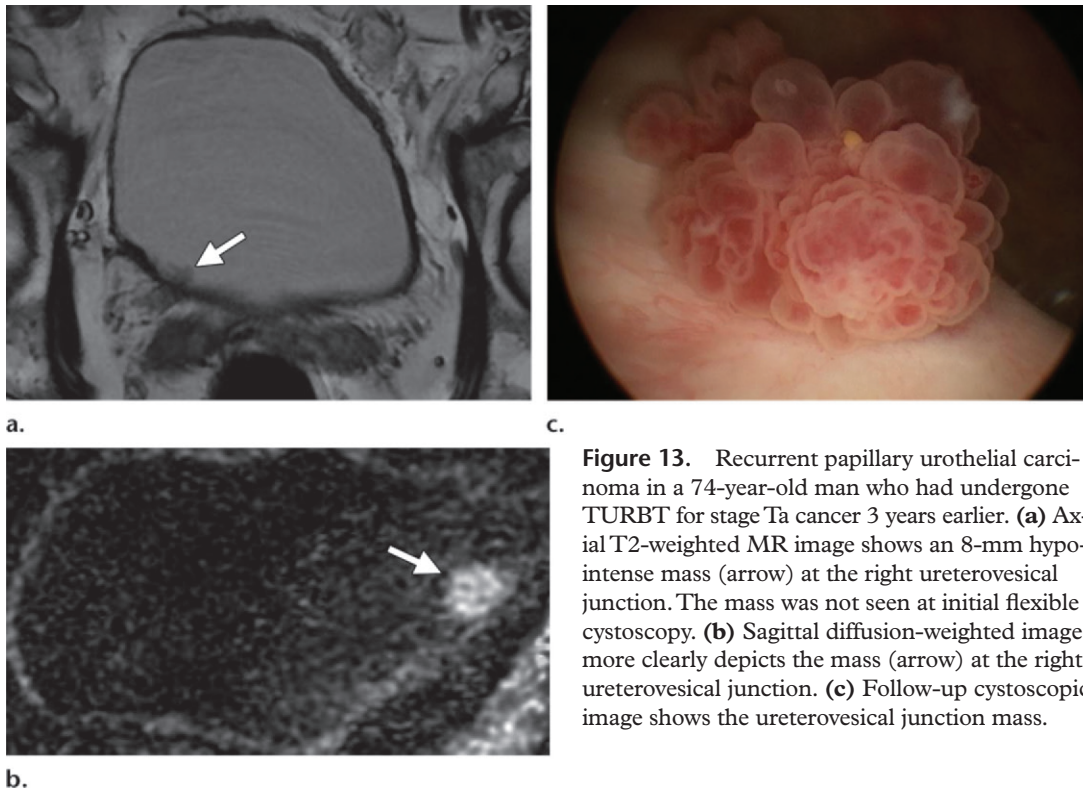 a.
c.
b.
Figure 13. Recurrent papillary urothelial carci-
noma in a 74-year-old man who had undergone
TURBT for stage Ta cancer 3 years earlier. (a) Ax-
ial T2-weighted MR image shows an 8-mm hypo-
intense mass (arrow) at the right ureterovesical
junction. The mass was not seen at initial flexible
cystoscopy. (b) Sagittal diffusion-weighted image
more clearly depicts the mass (arrow) at the right
ureterovesical junction. (c) Follow-up cystoscopic
image shows the ureterovesical junction mass.